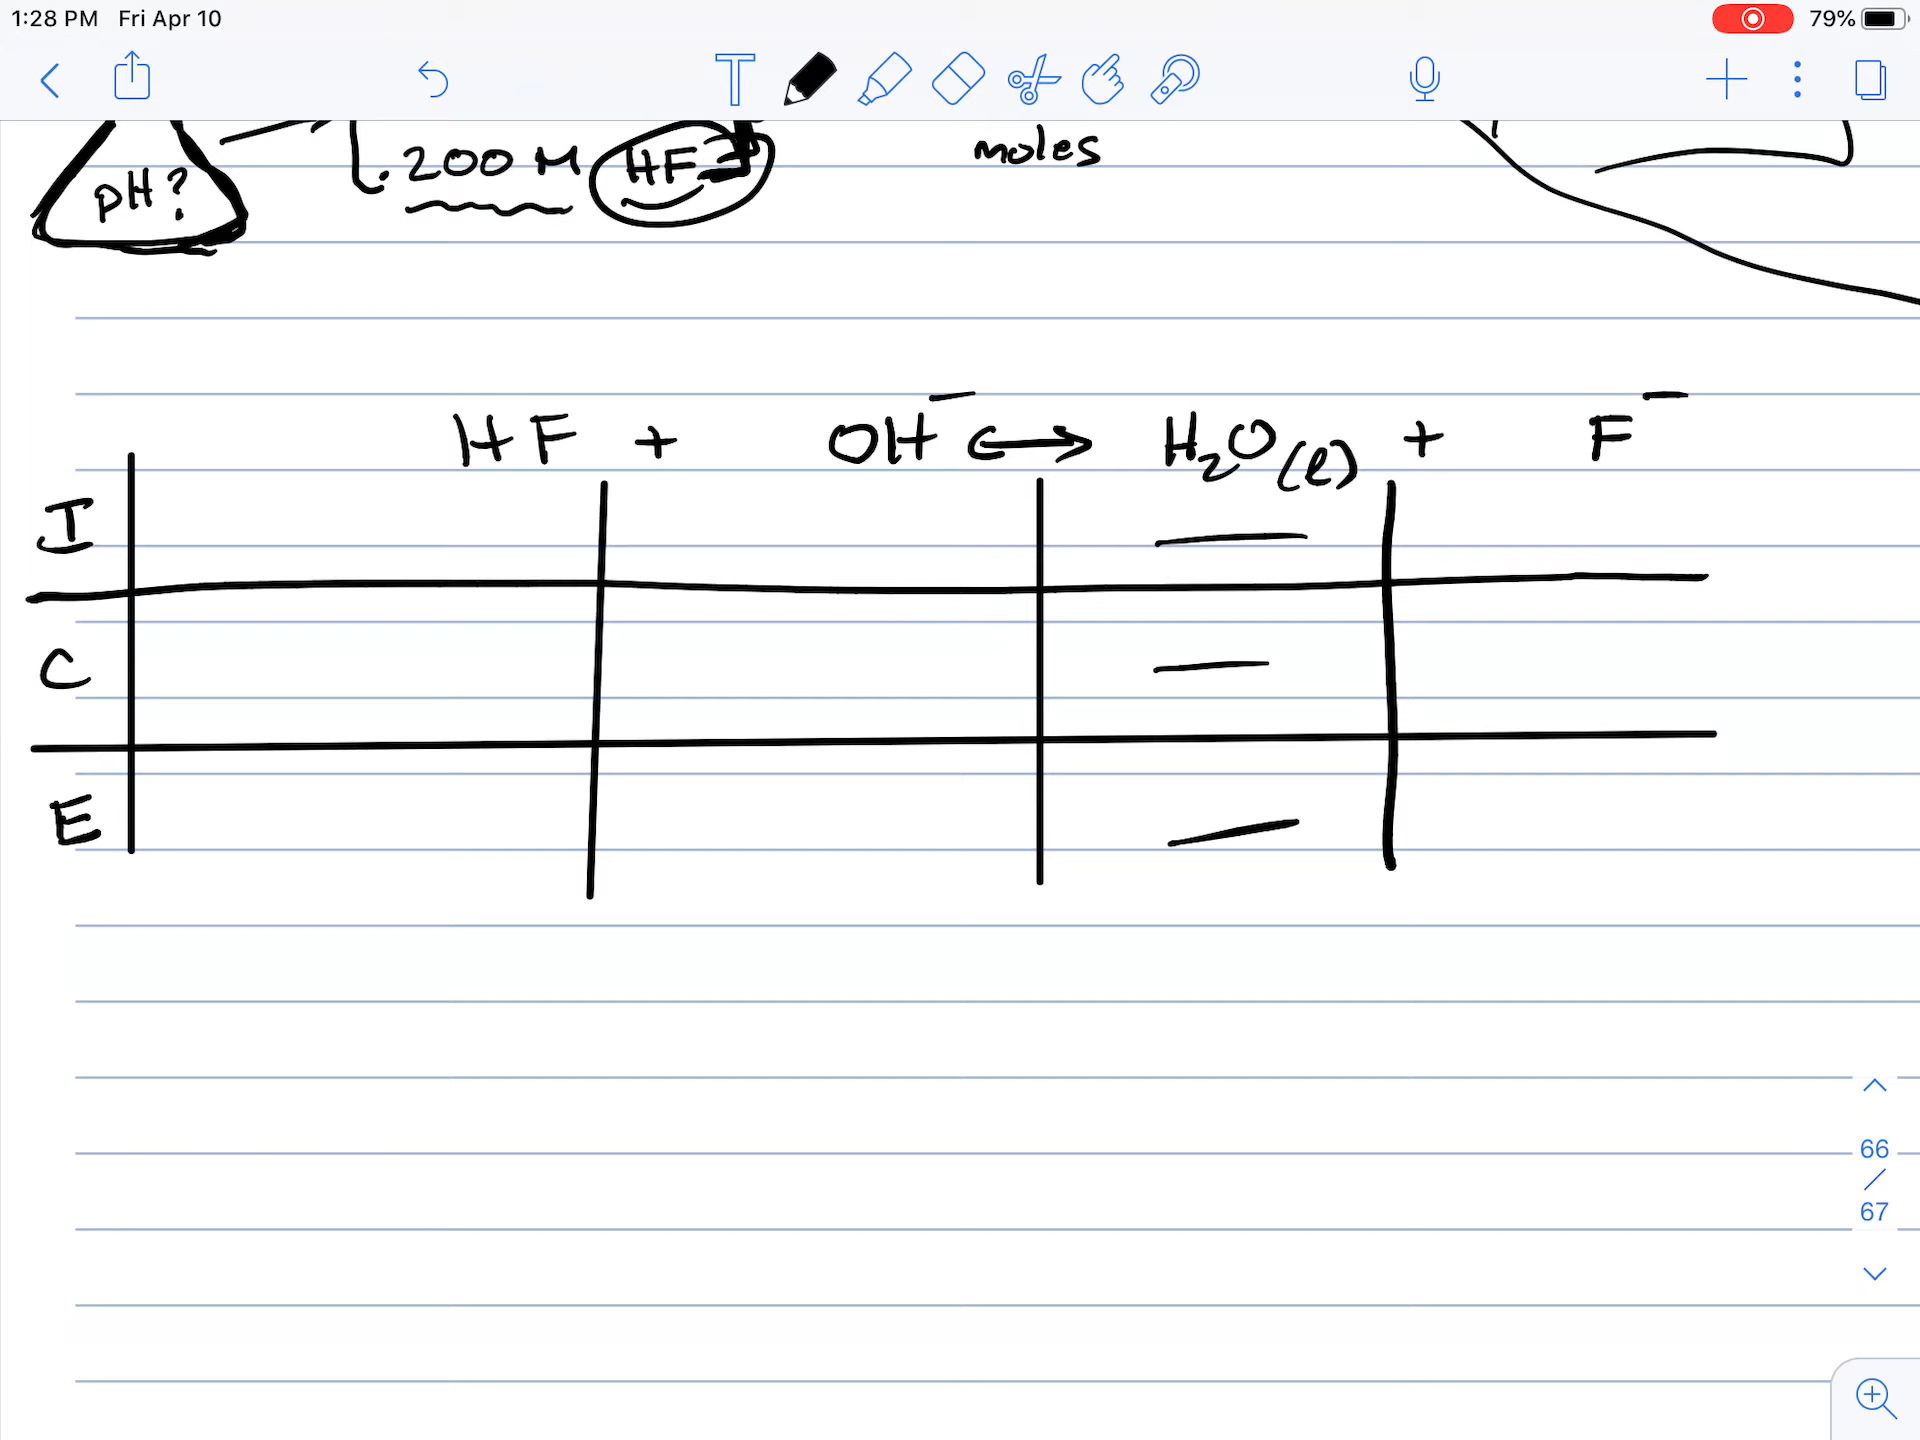 1:28 PM Fri Apr 10 79%
.200 M HF moles
pH?
HF + OH⁻ ⟷ H₂O(l) + F⁻
I —
C —
E —
66
/
67